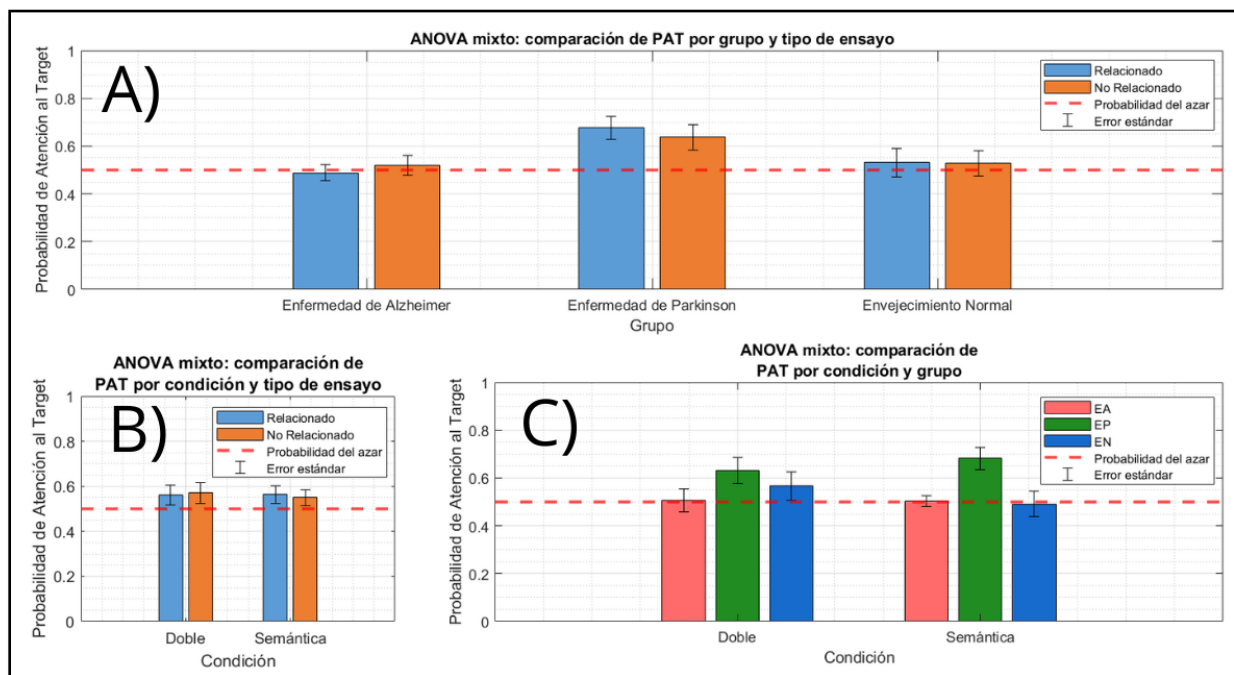 ANOVA mixto: comparación de PAT por grupo y tipo de ensayo
A)
Probabilidad de Atención al Target
1
0.8
0.6
0.4
0.2
0
Relacionado
No Relacionado
Probabilidad del azar
Error estándar
Enfermedad de Alzheimer
Enfermedad de Parkinson
Envejecimiento Normal
Grupo
ANOVA mixto: comparación de
PAT por condición y tipo de ensayo
B)
Probabilidad de Atención al Target
1
0.8
0.6
0.4
0.2
0
Relacionado
No Relacionado
Probabilidad del azar
Error estándar
Doble
Semántica
Condición
ANOVA mixto: comparación de
PAT por condición y grupo
C)
Probabilidad de Atención al Target
1
0.8
0.6
0.4
0.2
0
EA
EP
EN
Probabilidad del azar
Error estándar
Doble
Semántica
Condición